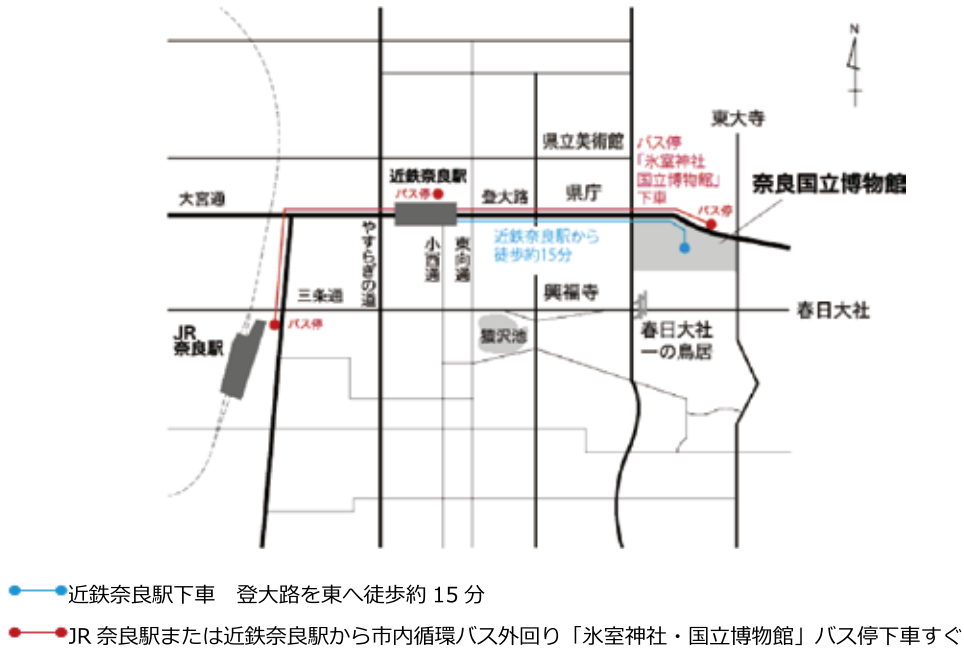 N
東大寺
県立美術館
バス停
「氷室神社
国立博物館」
下車
奈良国立博物館
近鉄奈良駅
バス停
大宮通
登大路
県庁
バス停
近鉄奈良駅から
徒歩約15分
やすらぎの道
小西通
東向通
三条通
興福寺
春日大社
バス停
JR
奈良駅
猿沢池
春日大社
一の鳥居
近鉄奈良駅下車　登大路を東へ徒歩約 15 分
JR 奈良駅または近鉄奈良駅から市内循環バス外回り「氷室神社・国立博物館」バス停下車すぐ